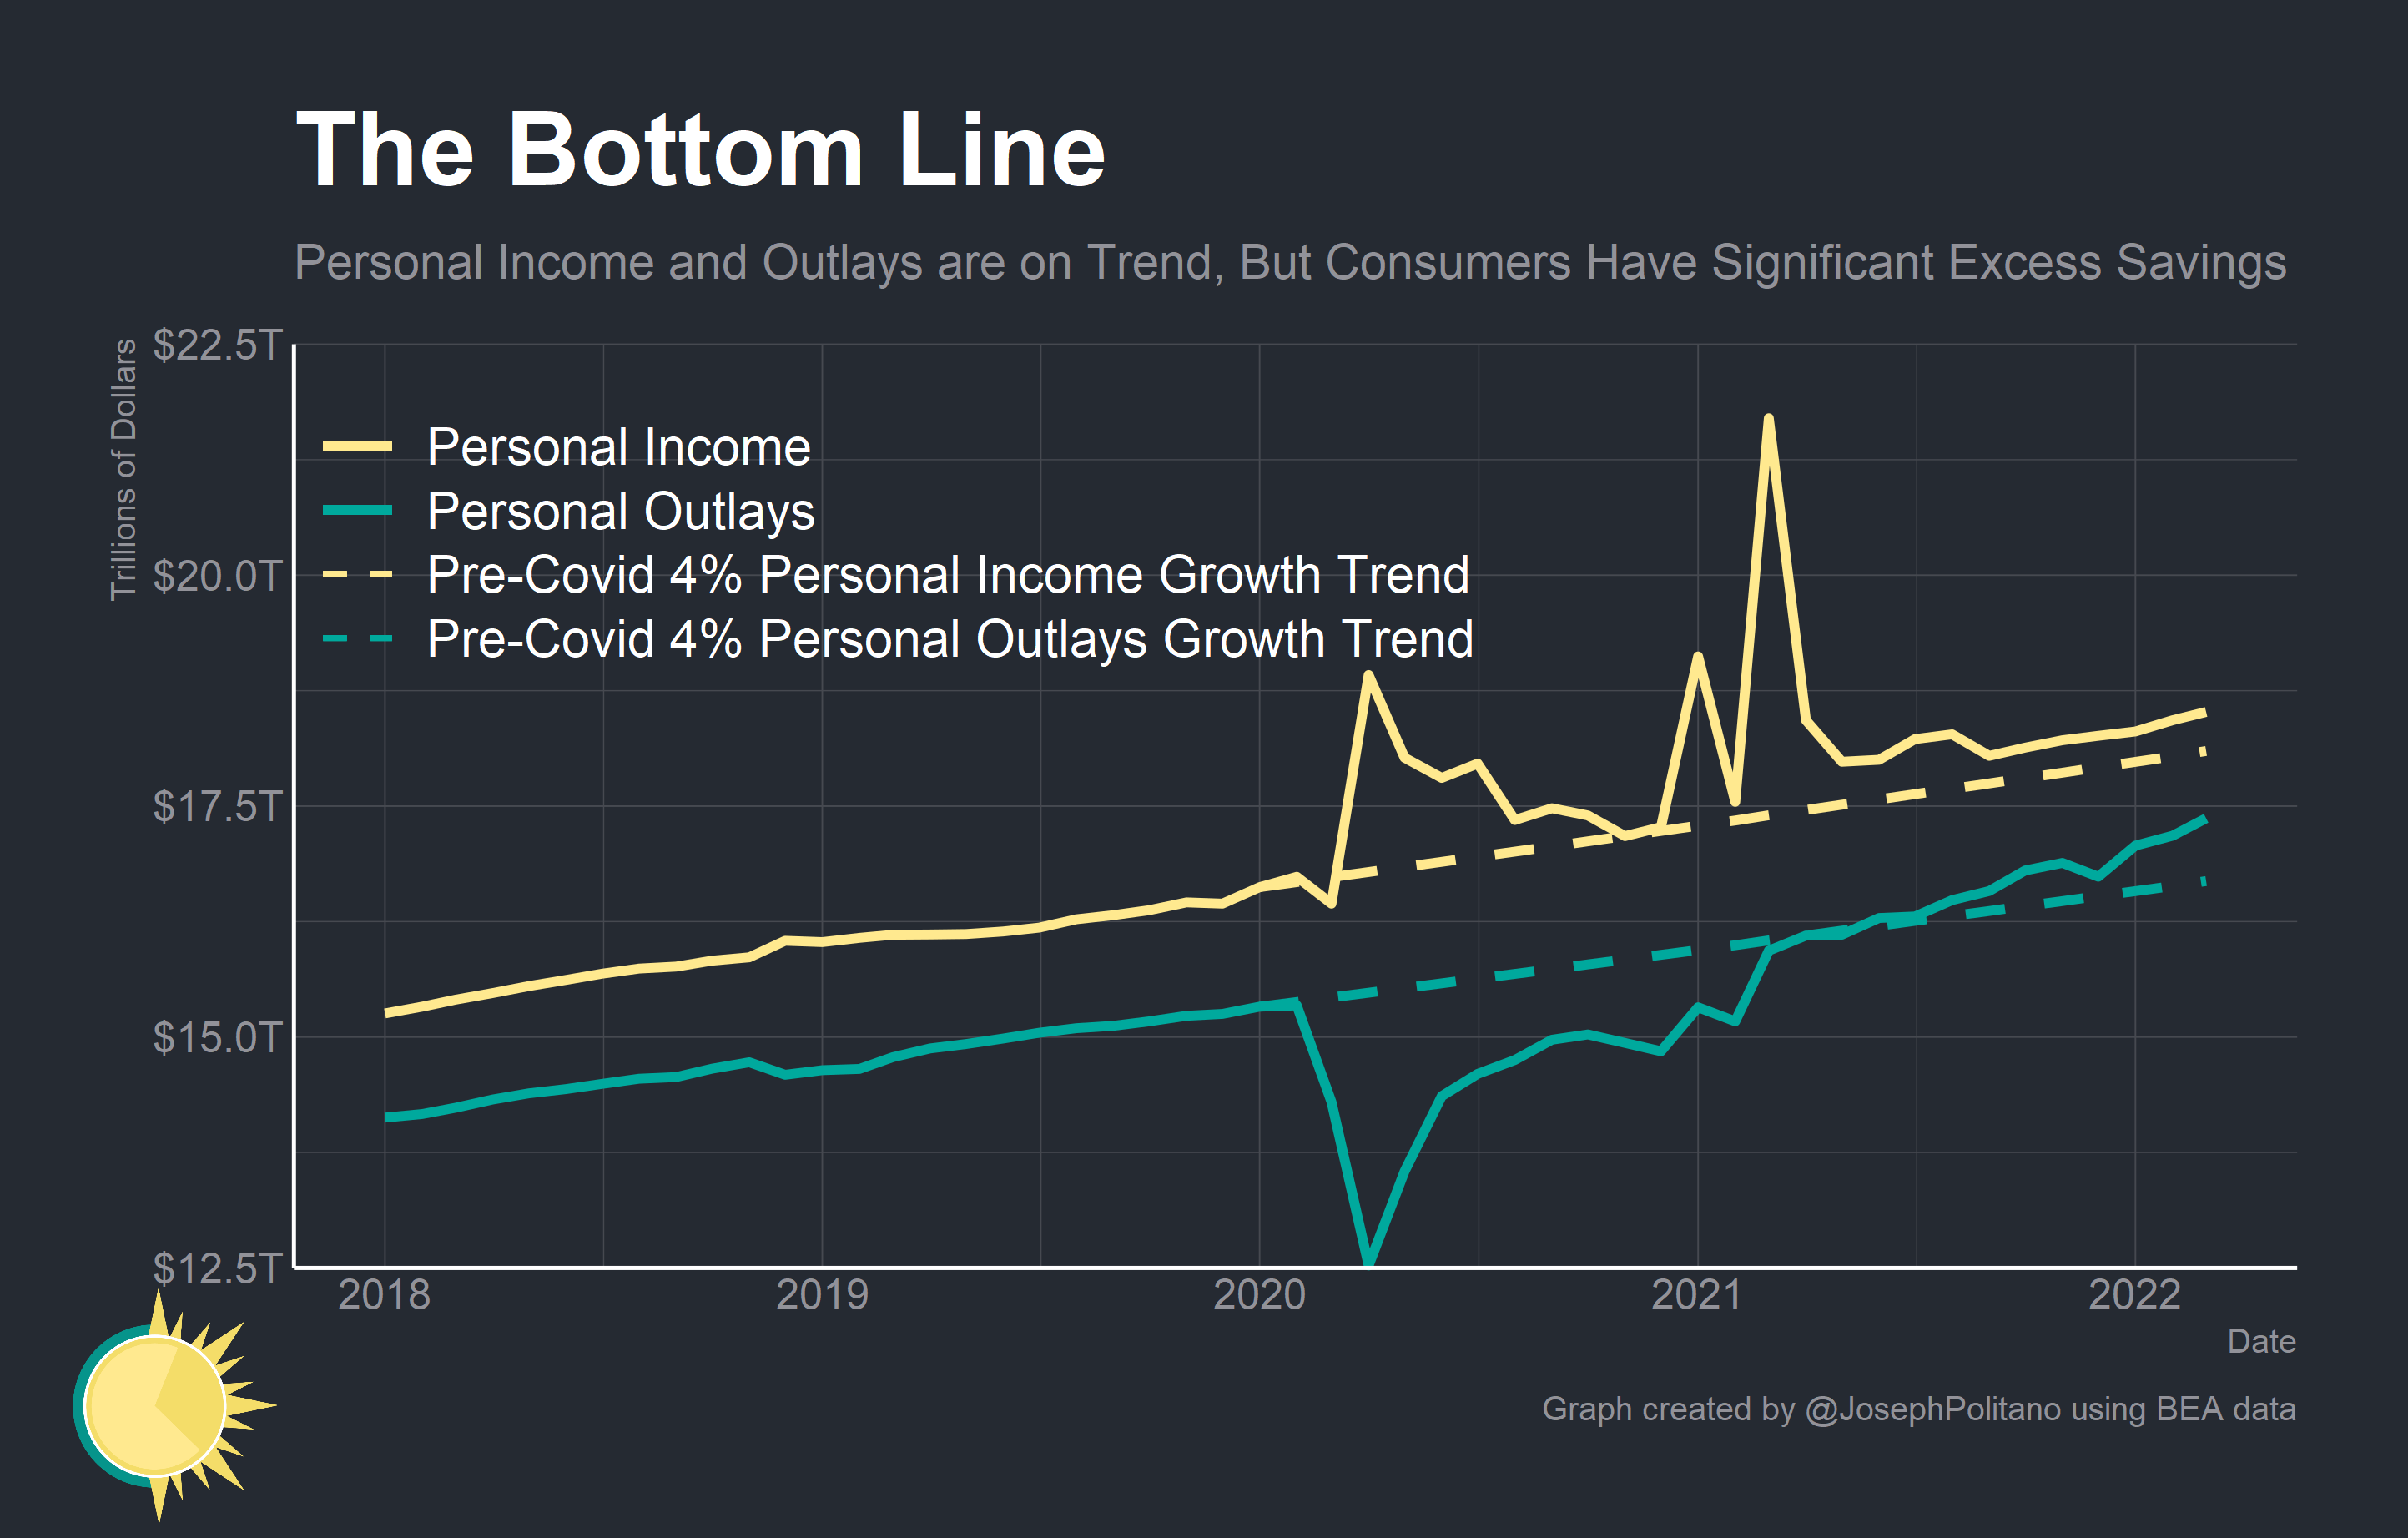 The Bottom Line
Personal Income and Outlays are on Trend, But Consumers Have Significant Excess Savings
Trillions of Dollars
$22.5T
$20.0T
$17.5T
$15.0T
$12.5T
Personal Income
Personal Outlays
Pre-Covid 4% Personal Income Growth Trend
Pre-Covid 4% Personal Outlays Growth Trend
2018
2019
2020
2021
2022
Date
Graph created by @JosephPolitano using BEA data